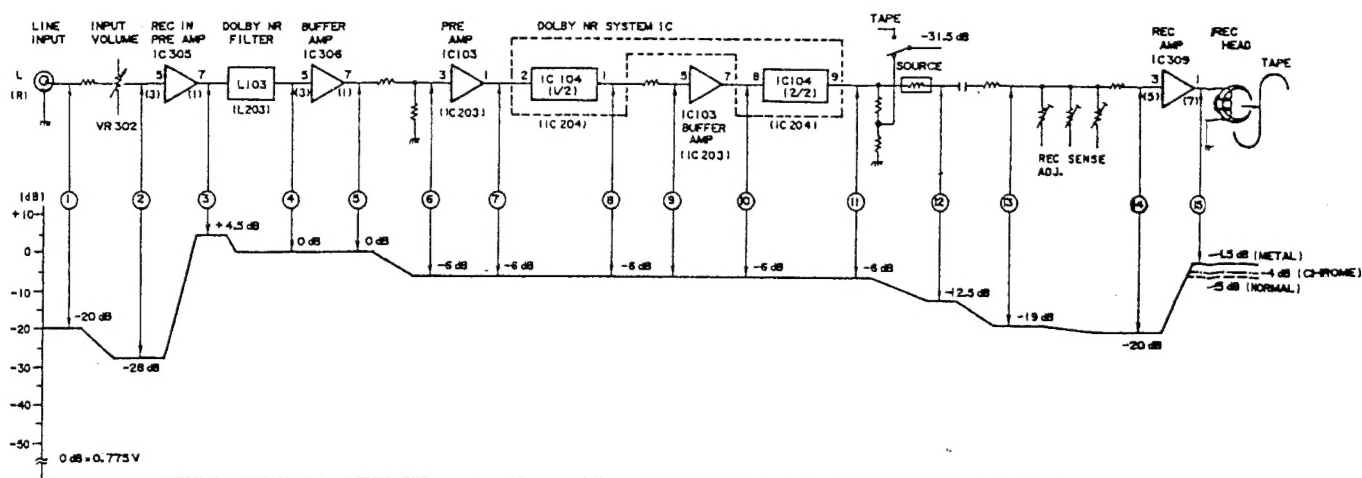 LINE INPUT
INPUT VOLUME
REC IN PRE AMP IC305
DOLBY NR FILTER
BUFFER AMP IC306
PRE AMP IC103
DOLBY NR SYSTEM IC
TAPE
-31.5 dB
SOURCE
REC AMP IC309
REC HEAD
TAPE
L
(R)
VR302
5
(3)
7
(1)
L103
(L203)
5
(3)
7
(1)
3
1
(IC203)
2
IC104
(1/2)
1
(IC204)
5
7
IC103
BUFFER
AMP
(IC203)
IC104
(2/2)
9
(IC204)
REC SENSE
ADJ.
3
(5)
1
(7)
1
2
3
4
5
6
7
8
9
10
11
12
13
14
15
(dB)
+10
0
-10
-20
-30
-40
-50
-20 dB
-28 dB
+4.5 dB
0 dB
0 dB
-6 dB
-6 dB
-6 dB
-6 dB
-6 dB
-6 dB
-12.5 dB
-19 dB
-20 dB
-1.5 dB (METAL)
-4 dB (CHROME)
-5 dB (NORMAL)
0 dB = 0.775 V